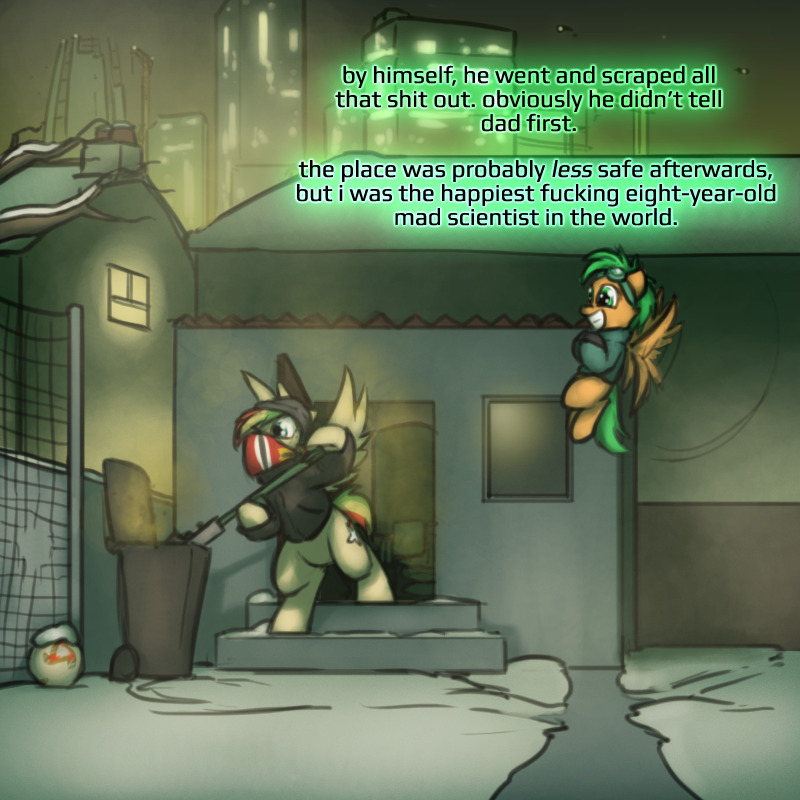 by himself, he went and scraped all
that shit out. obviously he didn't tell
dad first.
the place was probably less safe afterwards,
but i was the happiest fucking eight-year-old
mad scientist in the world.